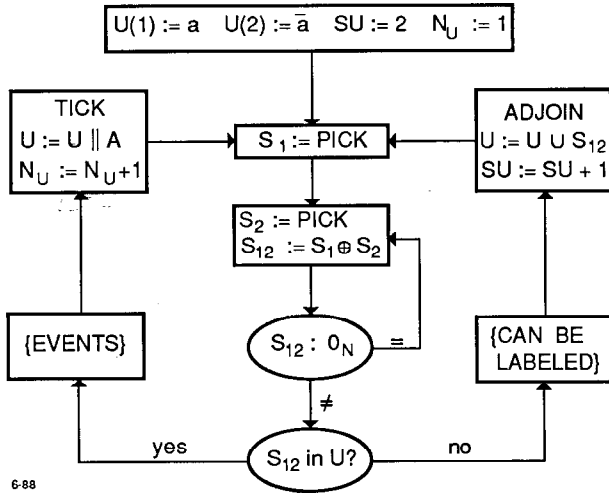 U(1) := a U(2) := a̅ SU := 2 N_U := 1
TICK
U := U ∥ A
N_U := N_U+1
S_1 := PICK
ADJOIN
U := U ∪ S_12
SU := SU + 1
S_2 := PICK
S_12 := S_1 ⊕ S_2
{EVENTS}
S_12 : 0_N
=
{CAN BE
LABELED}
≠
yes
S_12 in U?
no
6-88